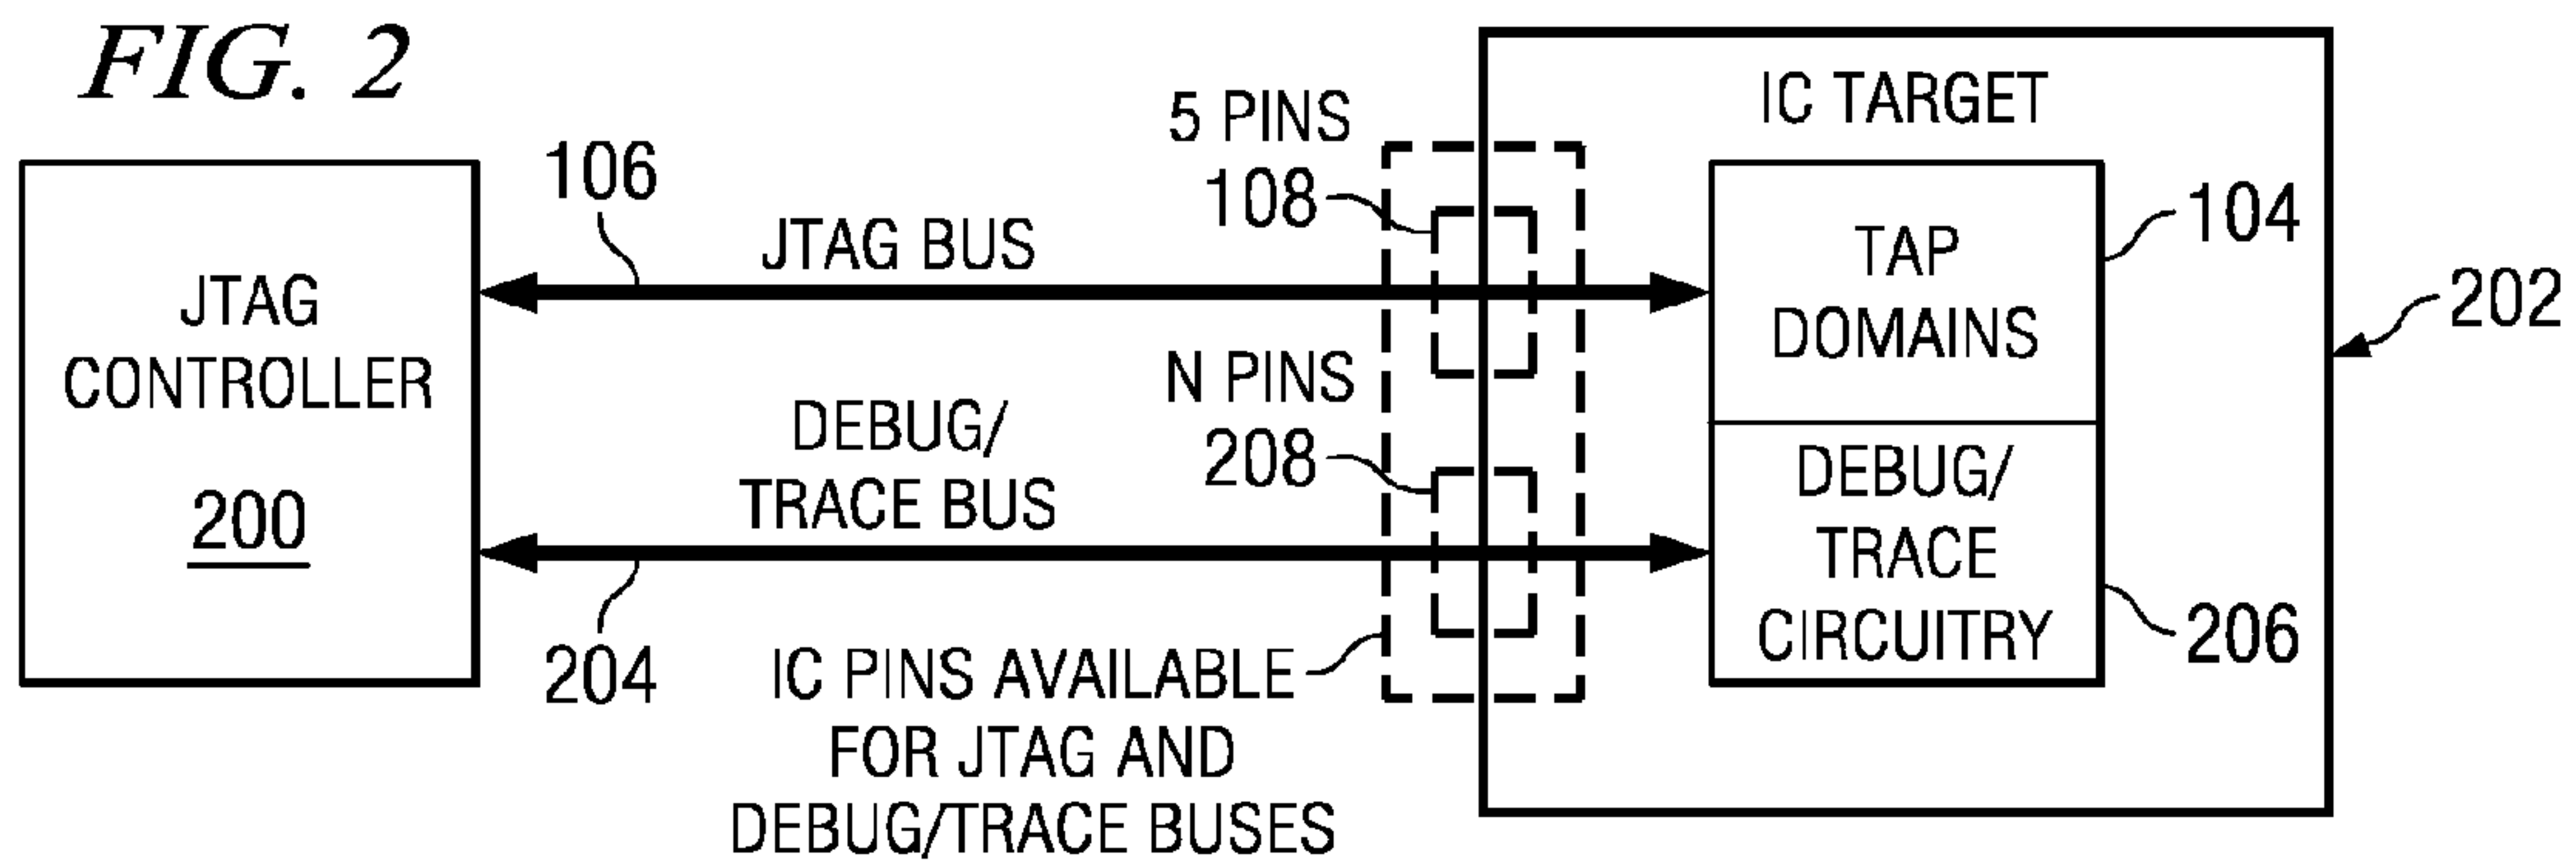 FIG. 2
JTAG
CONTROLLER
200
106
JTAG BUS
DEBUG/
TRACE BUS
204
5 PINS
108
N PINS
208
IC PINS AVAILABLE
FOR JTAG AND
DEBUG/TRACE BUSES
IC TARGET
TAP
DOMAINS
DEBUG/
TRACE
CIRCUITRY
104
202
206